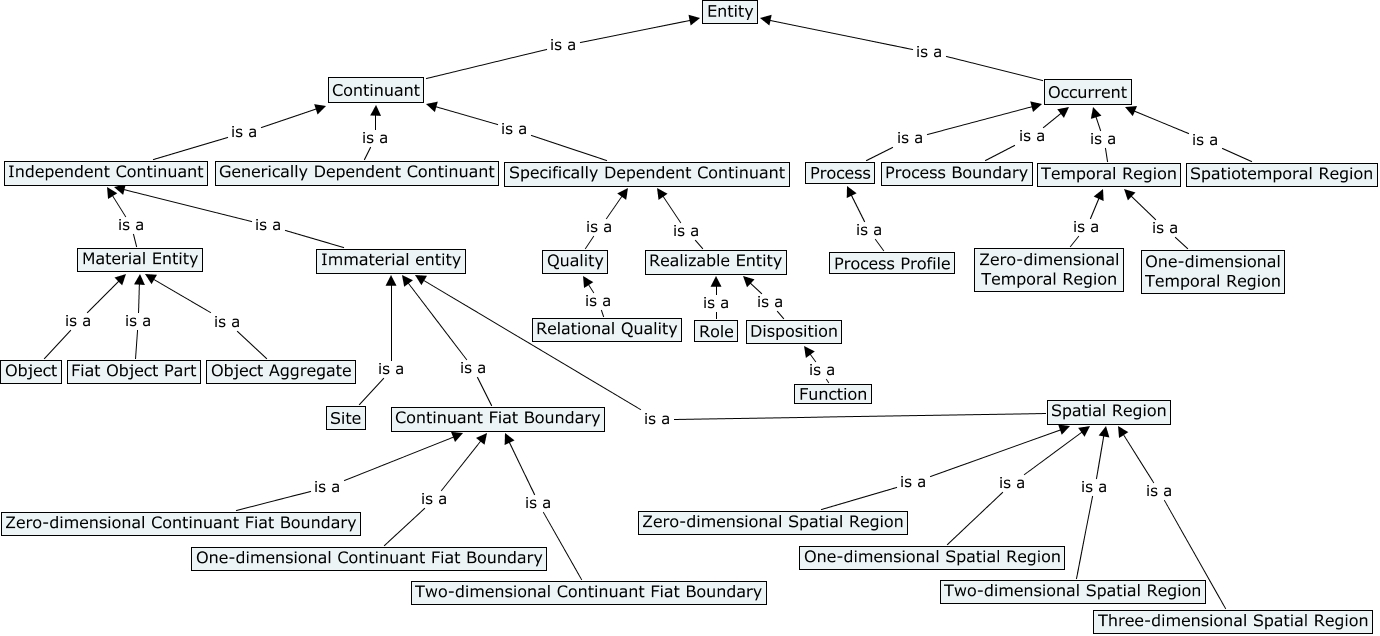 Entity
is a
is a
Continuant
Occurrent
is a
is a
is a
is a
is a
is a
is a
Independent Continuant
Generically Dependent Continuant
Specifically Dependent Continuant
Process
Process Boundary
Temporal Region
Spatiotemporal Region
is a
is a
is a
is a
is a
is a
is a
Material Entity
Immaterial entity
Quality
Realizable Entity
Process Profile
Zero-dimensional
Temporal Region
One-dimensional
Temporal Region
is a
is a
is a
is a
is a
is a
Relational Quality
Role
Disposition
Object
Fiat Object Part
Object Aggregate
is a
is a
is a
Function
Site
Continuant Fiat Boundary
is a
Spatial Region
is a
is a
is a
is a
is a
is a
is a
Zero-dimensional Continuant Fiat Boundary
Zero-dimensional Spatial Region
One-dimensional Continuant Fiat Boundary
One-dimensional Spatial Region
Two-dimensional Continuant Fiat Boundary
Two-dimensional Spatial Region
Three-dimensional Spatial Region